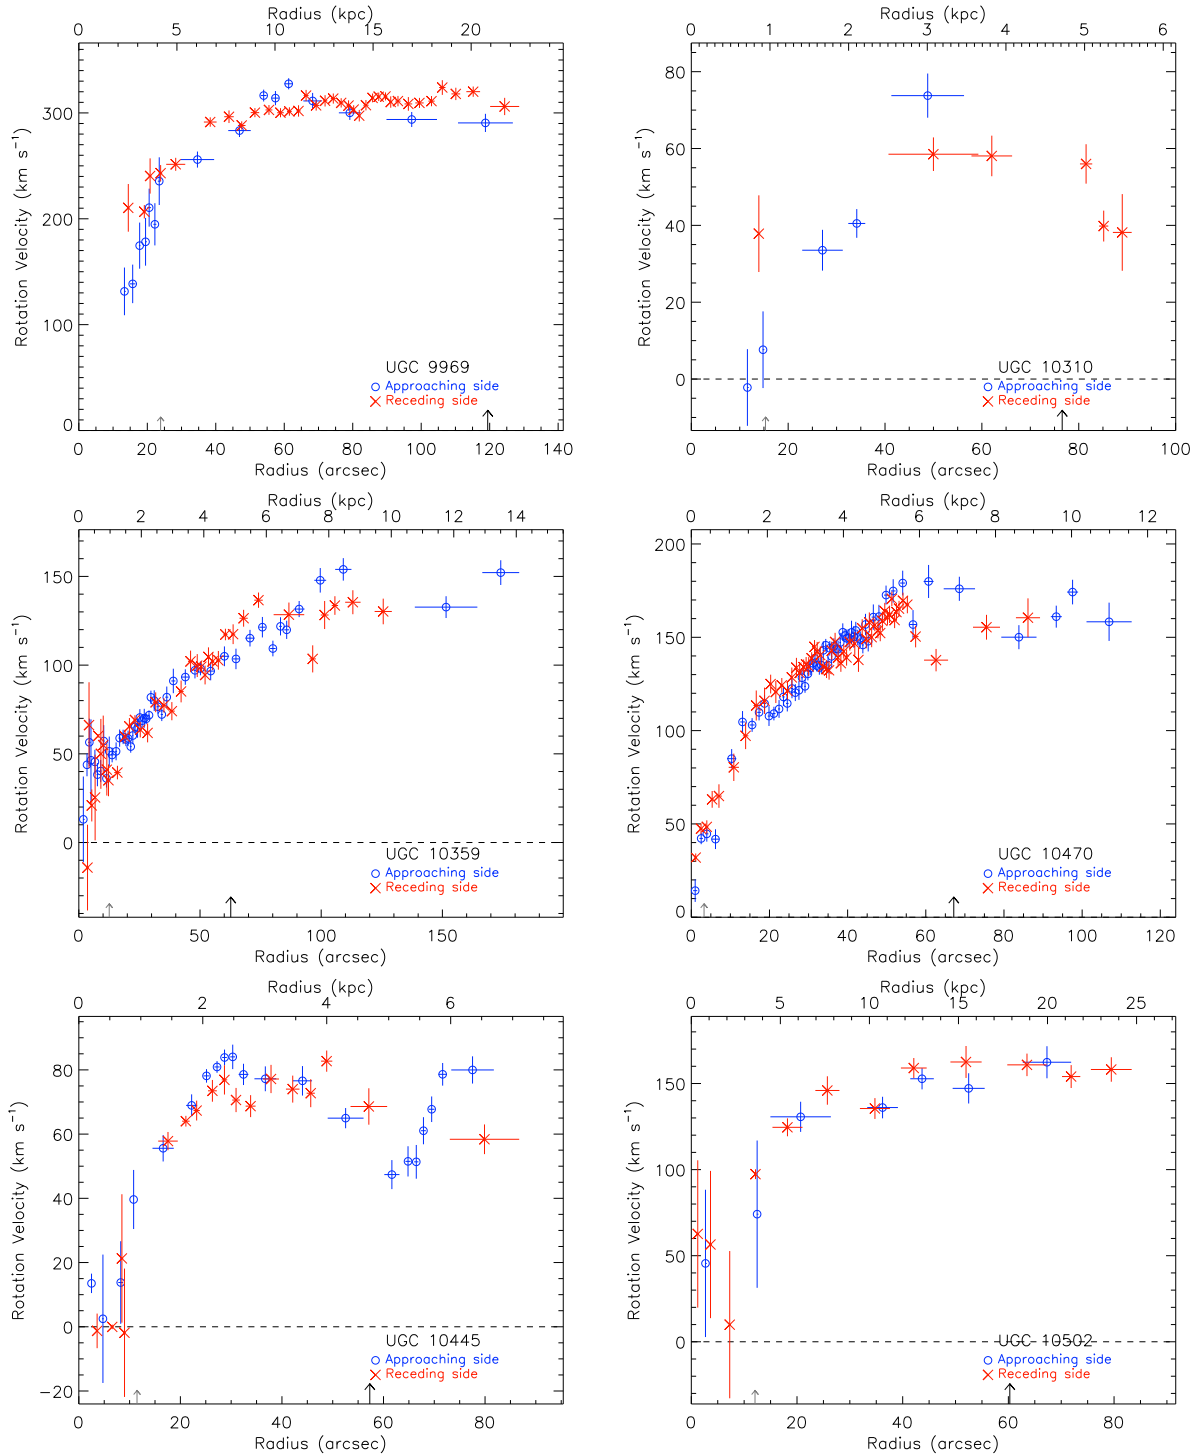 Radius (kpc)
0 5 10 15 20
300
200
100
0
Rotation Velocity (km s⁻¹)
UGC 9969
Approaching side
Receding side
0 20 40 60 80 100 120 140
Radius (arcsec)
Radius (kpc)
0 1 2 3 4 5 6
80
60
40
20
0
Rotation Velocity (km s⁻¹)
UGC 10310
Approaching side
Receding side
0 20 40 60 80 100
Radius (arcsec)
Radius (kpc)
0 2 4 6 8 10 12 14
150
100
50
0
Rotation Velocity (km s⁻¹)
UGC 10359
Approaching side
Receding side
0 50 100 150
Radius (arcsec)
Radius (kpc)
0 2 4 6 8 10 12
200
150
100
50
0
Rotation Velocity (km s⁻¹)
UGC 10470
Approaching side
Receding side
0 20 40 60 80 100 120
Radius (arcsec)
Radius (kpc)
0 2 4 6
80
60
40
20
0
−20
Rotation Velocity (km s⁻¹)
UGC 10445
Approaching side
Receding side
0 20 40 60 80
Radius (arcsec)
Radius (kpc)
0 5 10 15 20 25
150
100
50
0
Rotation Velocity (km s⁻¹)
UGC 10502
Approaching side
Receding side
0 20 40 60 80
Radius (arcsec)